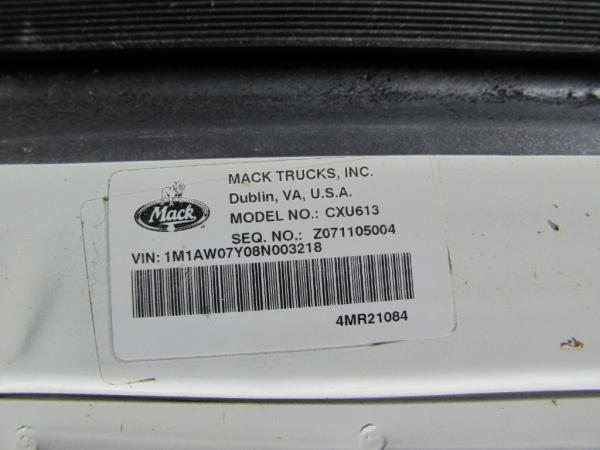 MACK TRUCKS, INC.
Dublin, VA, U.S.A.
Mack
MODEL NO.: CXU613
SEQ. NO.: Z071105004
VIN: 1M1AW07Y08N003218
4MR21084